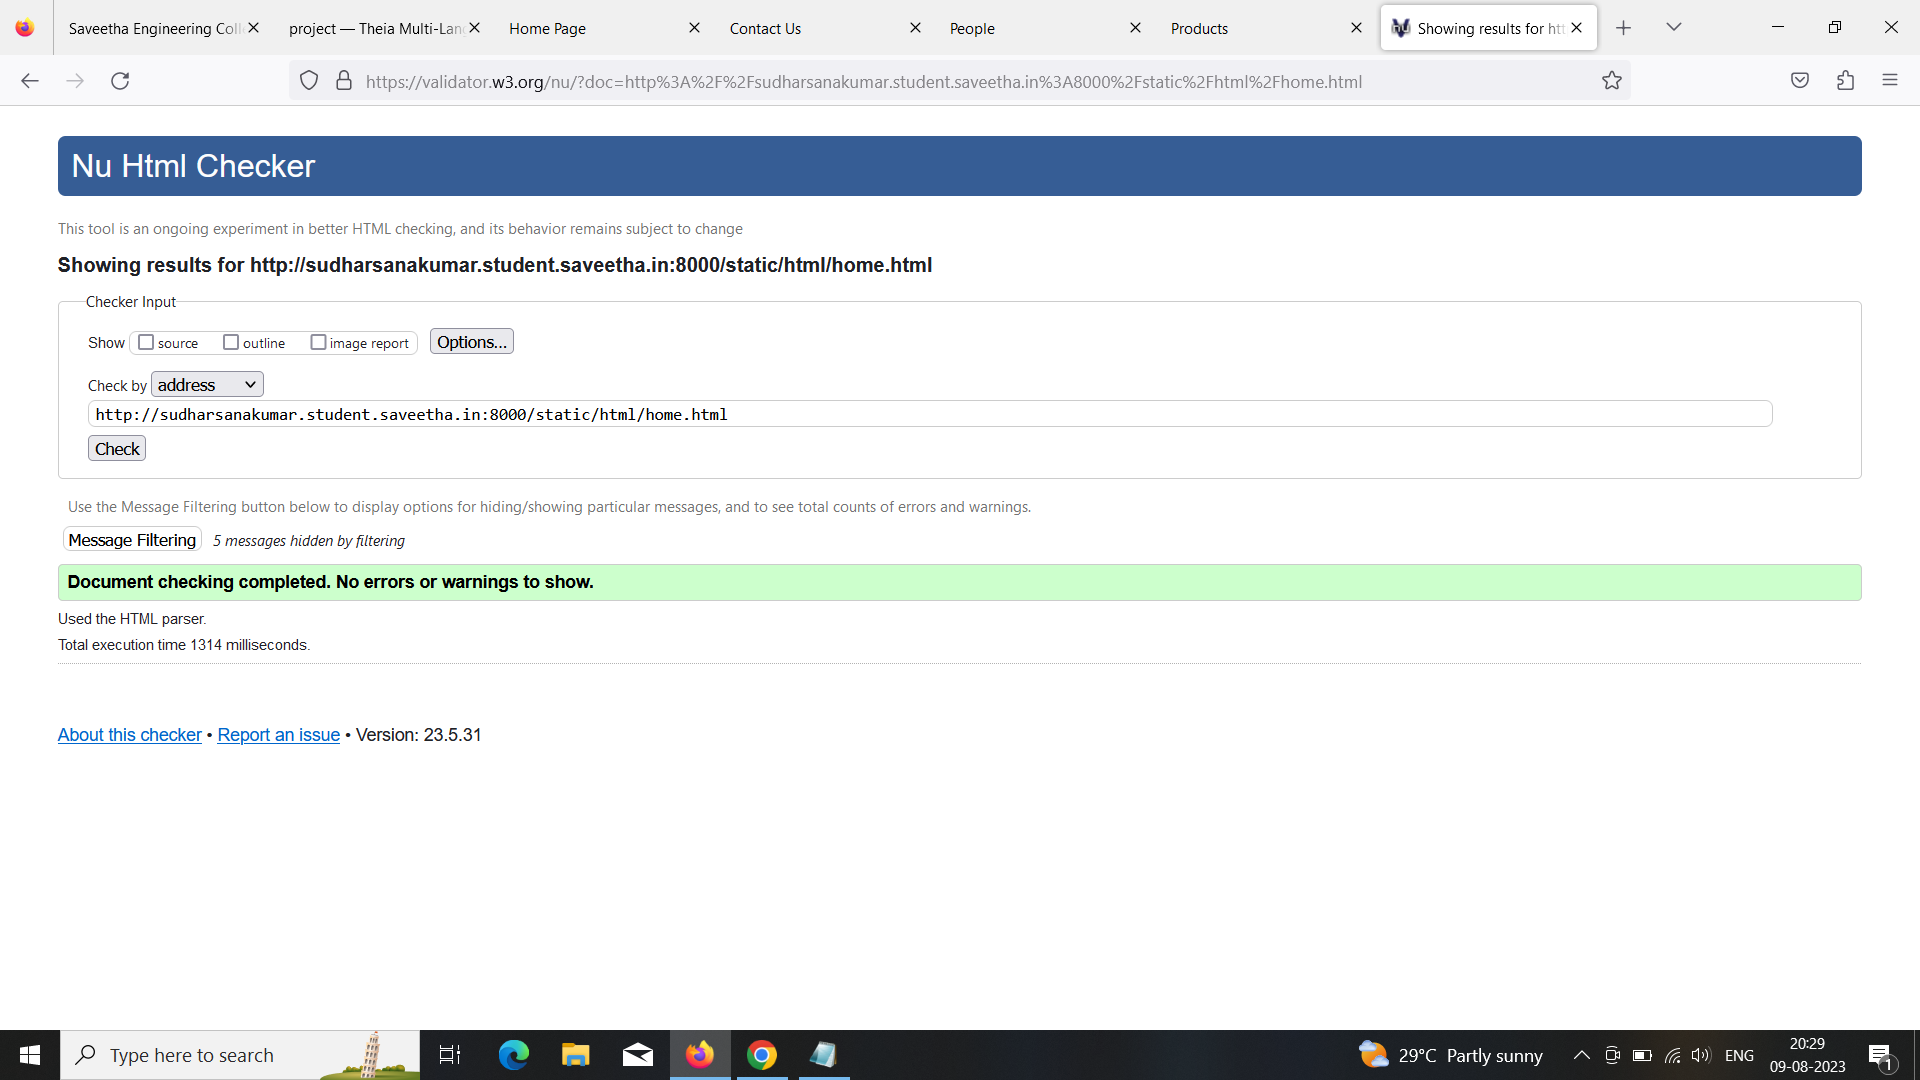 Saveetha Engineering Coll
project — Theia Multi-Lang
Home Page
Contact Us
People
Products
Showing results for htt
https://validator.w3.org/nu/?doc=http%3A%2F%2Fsudharsanakumar.student.saveetha.in%3A8000%2Fstatic%2Fhtml%2Fhome.html
Nu Html Checker
This tool is an ongoing experiment in better HTML checking, and its behavior remains subject to change
Showing results for http://sudharsanakumar.student.saveetha.in:8000/static/html/home.html
Checker Input
Show source outline image report Options...
Check by address
http://sudharsanakumar.student.saveetha.in:8000/static/html/home.html
Check
Use the Message Filtering button below to display options for hiding/showing particular messages, and to see total counts of errors and warnings.
Message Filtering 5 messages hidden by filtering
Document checking completed. No errors or warnings to show.
Used the HTML parser.
Total execution time 1314 milliseconds.
About this checker • Report an issue • Version: 23.5.31
Type here to search
29°C Partly sunny
ENG
20:29
09-08-2023
1